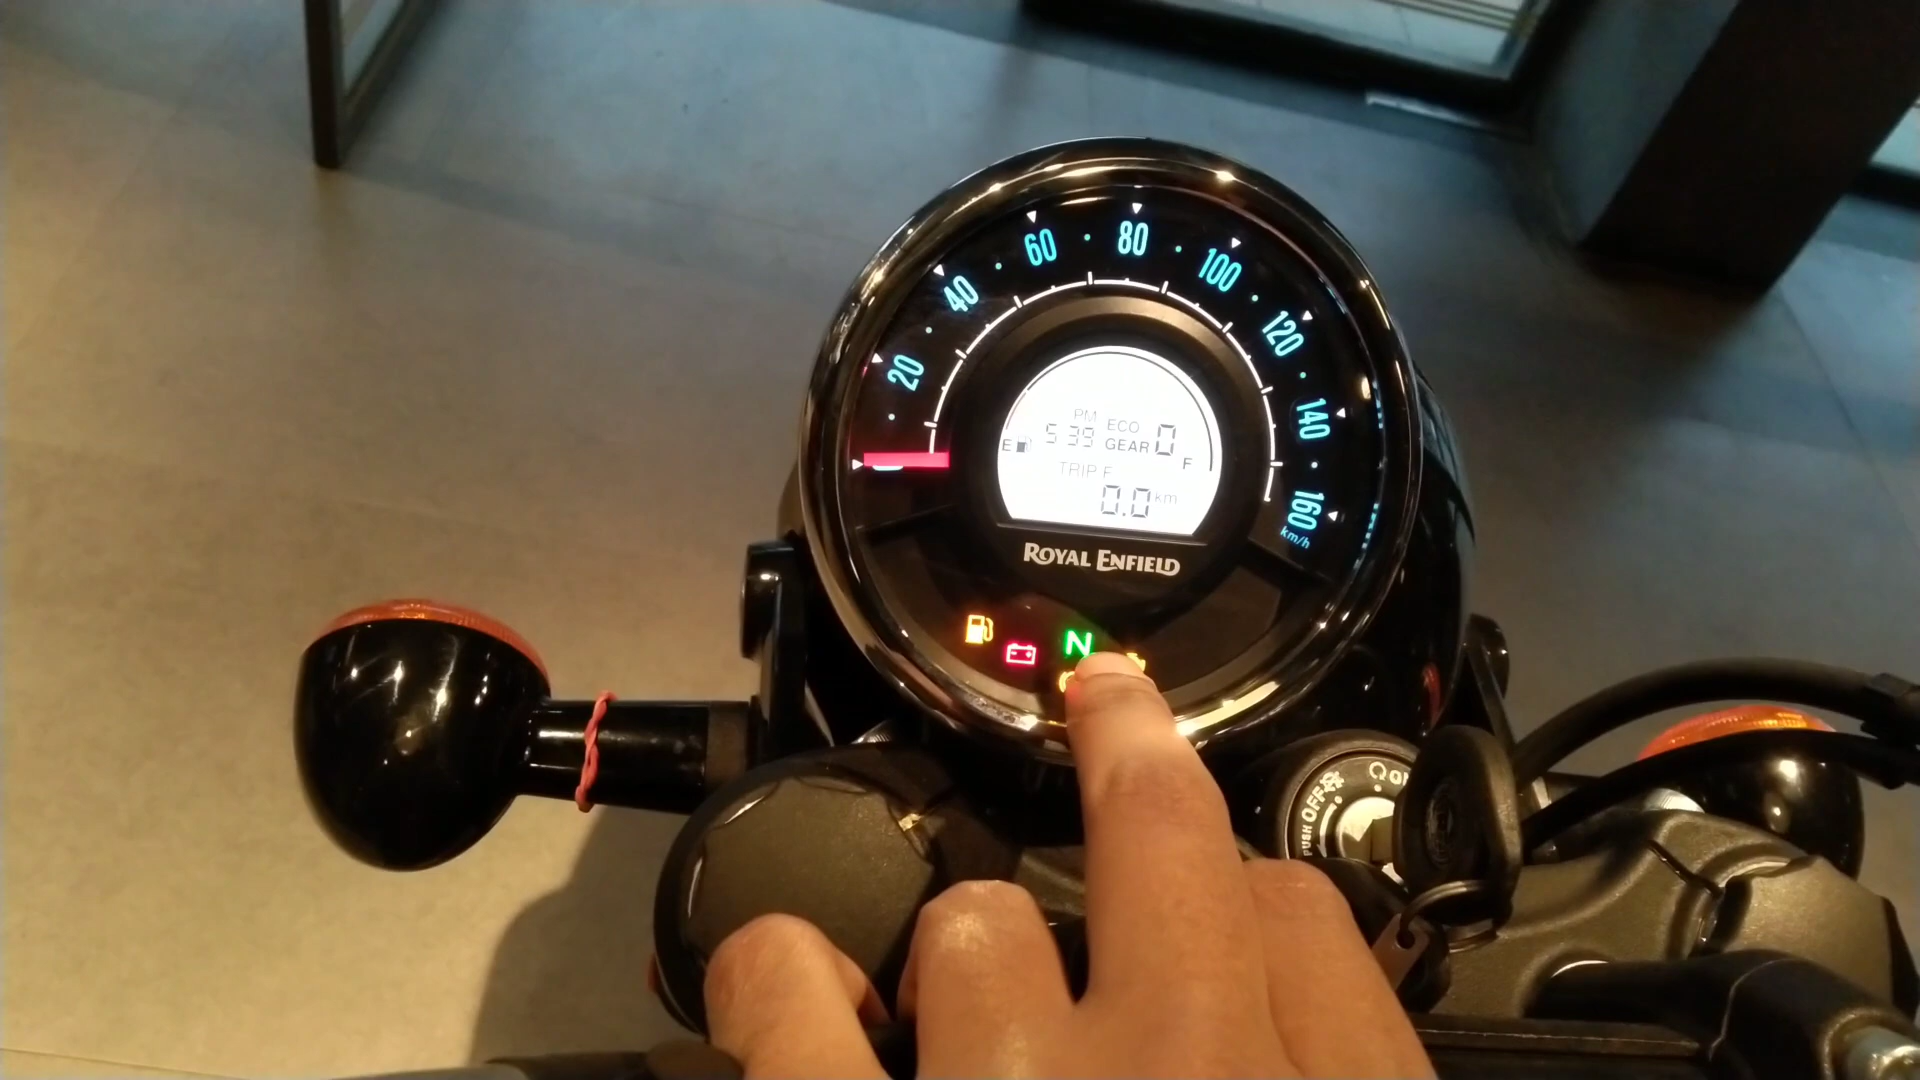 20
40
60
80
100
120
140
160
km/h
PM ECO
5 39 GEAR 0
E F
TRIP F
0.0 km
ROYAL ENFIELD
N
PUSH OFF ON